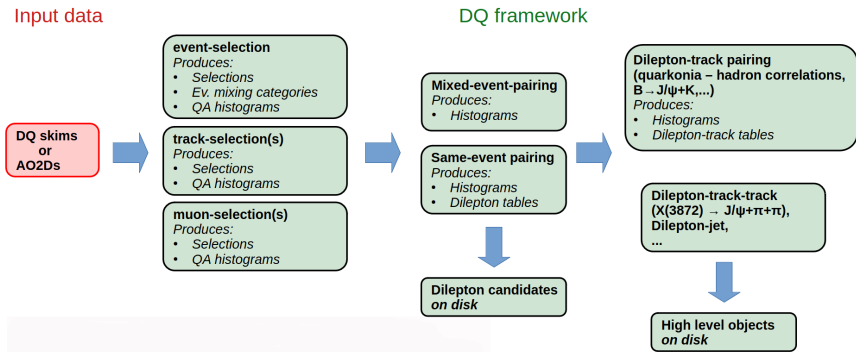 Input data
DQ framework
DQ skims
or
AO2Ds
event-selection
Produces:
• Selections
• Ev. mixing categories
• QA histograms
track-selection(s)
Produces:
• Selections
• QA histograms
muon-selection(s)
Produces:
• Selections
• QA histograms
Mixed-event-pairing
Produces:
• Histograms
Same-event pairing
Produces:
• Histograms
• Dilepton tables
Dilepton candidates
on disk
Dilepton-track pairing
(quarkonia – hadron correlations,
B→J/ψ+K,...)
Produces:
• Histograms
• Dilepton-track tables
Dilepton-track-track
(X(3872) → J/ψ+π+π),
Dilepton-jet,
...
High level objects
on disk